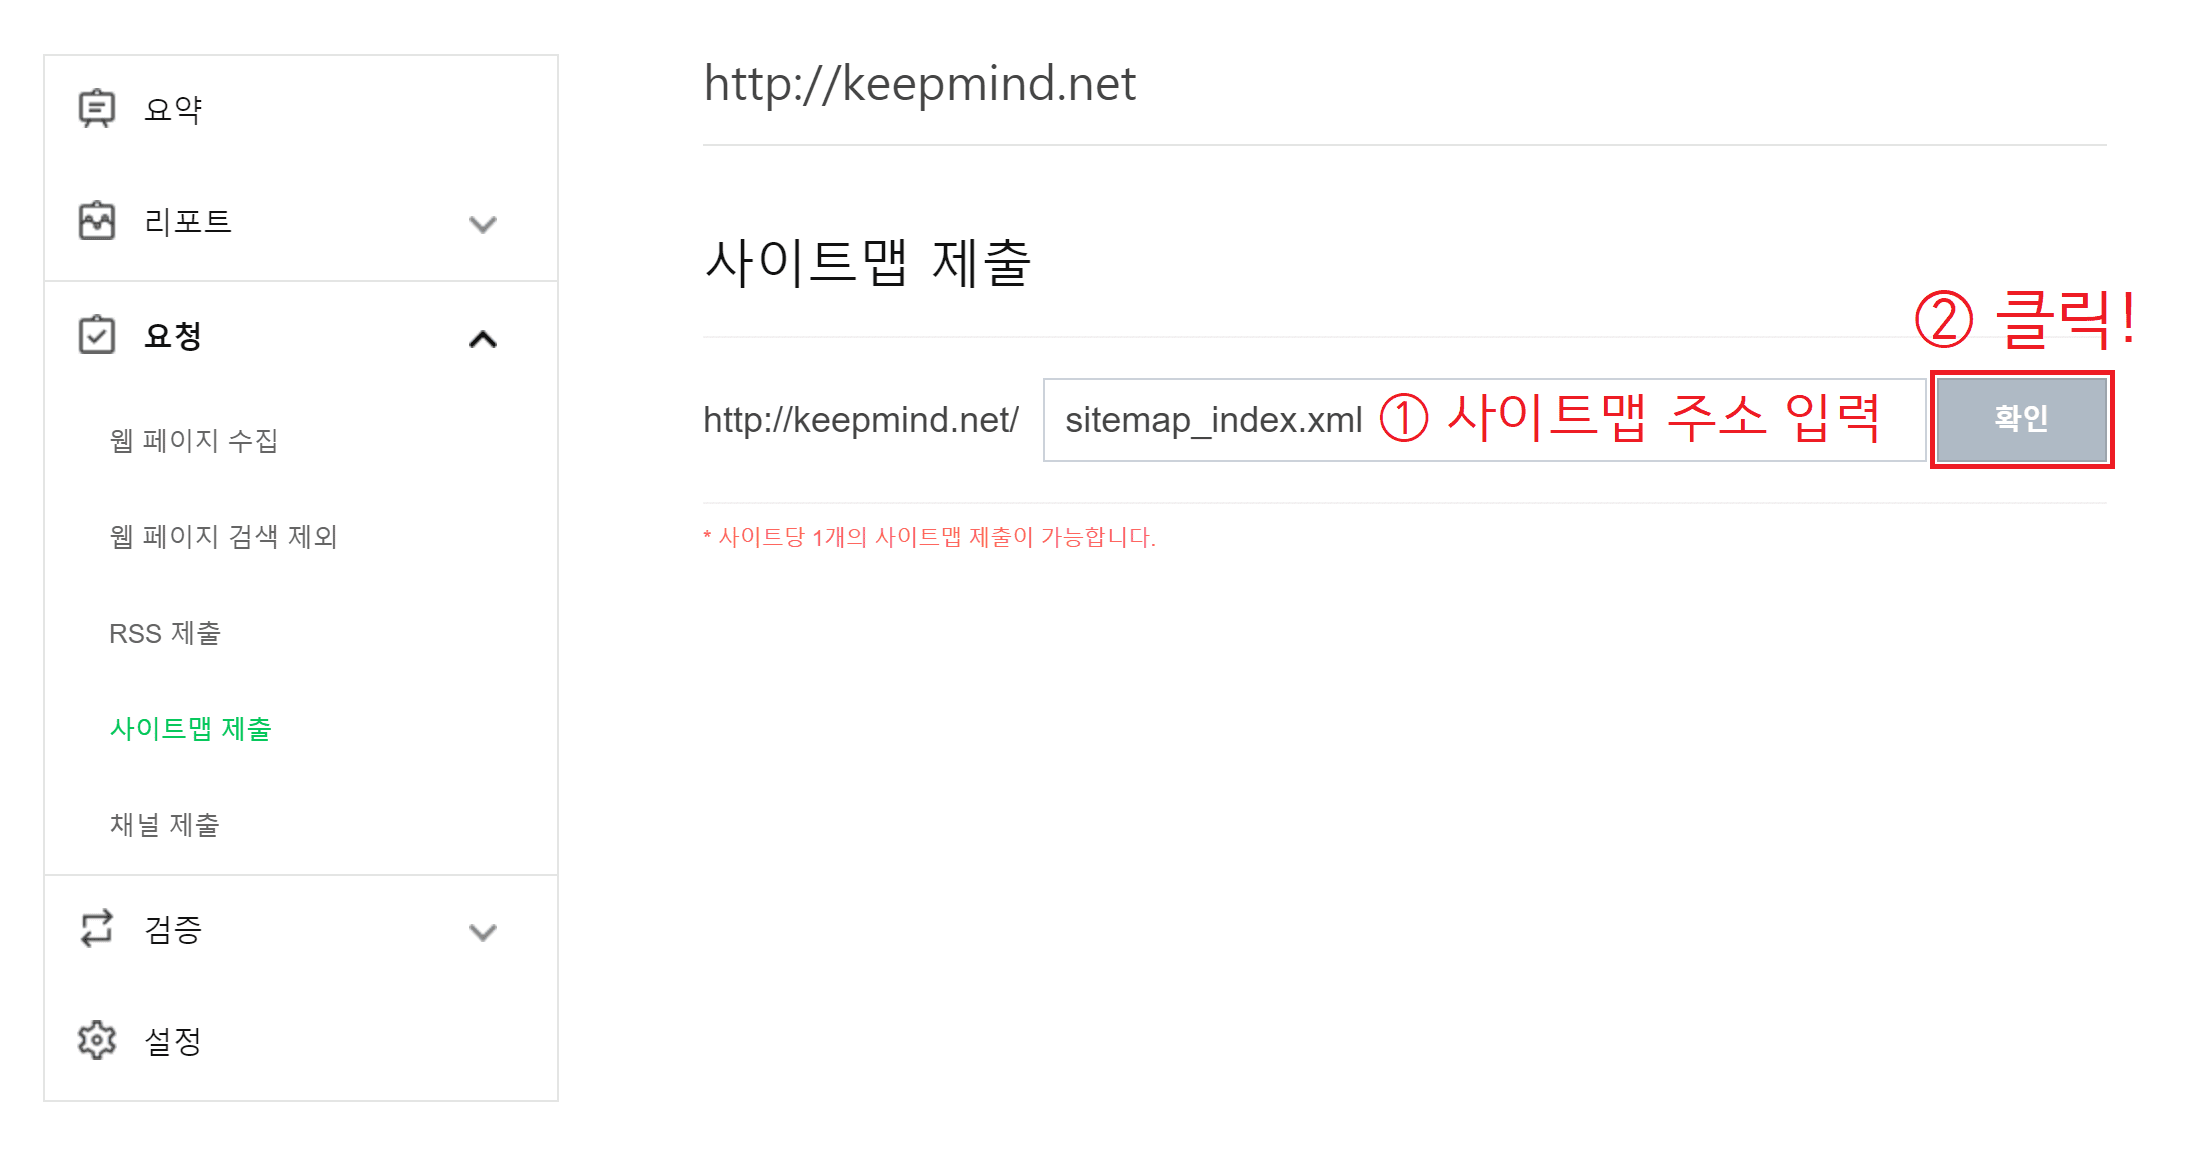 요약
리포트
요청
웹 페이지 수집
웹 페이지 검색 제외
RSS 제출
사이트맵 제출
채널 제출
검증
설정
http://keepmind.net
사이트맵 제출
② 클릭!
http://keepmind.net/ sitemap_index.xml ① 사이트맵 주소 입력 확인
* 사이트당 1개의 사이트맵 제출이 가능합니다.